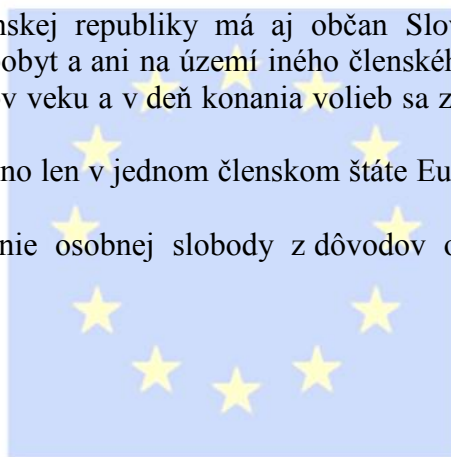 nskej republiky má aj občan Slov
obyt a ani na území iného členskéh
v veku a v deň konania volieb sa z
no len v jednom členskom štáte Eu
nie osobnej slobody z dôvodov o